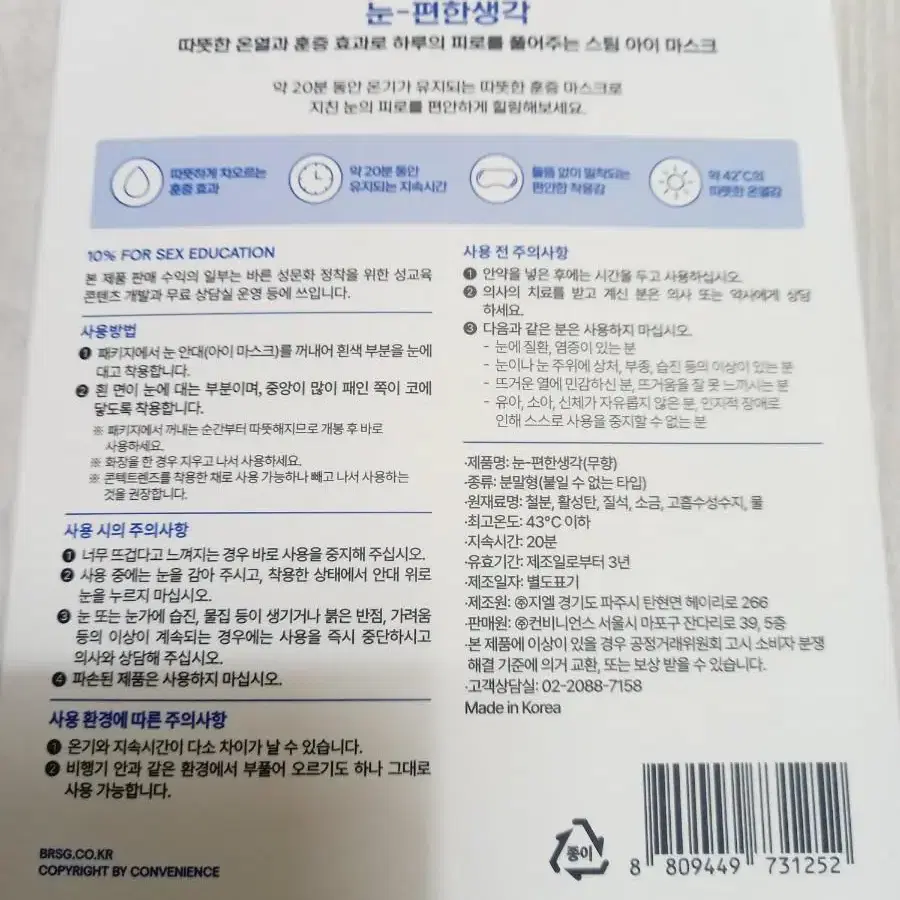 눈-편한생각
따뜻한 온열과 훈증 효과로 하루의 피로를 풀어주는 스팀 아이 마스크
약 20분 동안 온기가 유지되는 따뜻한 훈증 마스크로
지친 눈의 피로를 편안하게 힐링해보세요.
따뜻하게 차오르는
훈증 효과
약 20분 동안
유지되는 지속시간
들뜸 없이 밀착되는
편안한 착용감
약 42°C의
따뜻한 온열감
10% FOR SEX EDUCATION
본 제품 판매 수익의 일부는 바른 성문화 정착을 위한 성교육
콘텐츠 개발과 무료 상담실 운영 등에 쓰입니다.
사용방법
❶ 패키지에서 눈 안대(아이 마스크)를 꺼내어 흰색 부분을 눈에
대고 착용합니다.
❷ 흰 면이 눈에 대는 부분이며, 중앙이 많이 패인 쪽이 코에
닿도록 착용합니다.
※ 패키지에서 꺼내는 순간부터 따뜻해지므로 개봉 후 바로
사용하세요.
※ 화장을 한 경우 지우고 나서 사용하세요.
※ 콘텍트렌즈를 착용한 채로 사용 가능하나 빼고 나서 사용하는
것을 권장합니다.
사용 시의 주의사항
❶ 너무 뜨겁다고 느껴지는 경우 바로 사용을 중지해 주십시오.
❷ 사용 중에는 눈을 감아 주시고, 착용한 상태에서 안대 위로
눈을 누르지 마십시오.
❸ 눈 또는 눈가에 습진, 물집 등이 생기거나 붉은 반점, 가려움
등의 이상이 계속되는 경우에는 사용을 즉시 중단하시고
의사와 상담해 주십시오.
❹ 파손된 제품은 사용하지 마십시오.
사용 환경에 따른 주의사항
❶ 온기와 지속시간이 다소 차이가 날 수 있습니다.
❷ 비행기 안과 같은 환경에서 부풀어 오르기도 하나 그대로
사용 가능합니다.
BRSG.CO.KR
COPYRIGHT BY CONVENIENCE
사용 전 주의사항
❶ 안약을 넣은 후에는 시간을 두고 사용하십시오.
❷ 의사의 치료를 받고 계신 분은 의사 또는 약사에게 상담
하세요.
❸ 다음과 같은 분은 사용하지 마십시오.
- 눈에 질환, 염증이 있는 분
- 눈이나 눈 주위에 상처, 부종, 습진 등의 이상이 있는 분
- 뜨거운 열에 민감하신 분, 뜨거움을 잘 못 느끼시는 분
- 유아, 소아, 신체가 자유롭지 않은 분, 인지적 장애로
인해 스스로 사용을 중지할 수 없는 분
·제품명: 눈-편한생각(무향)
·종류: 분말형(붙일 수 없는 타입)
·원재료명: 철분, 활성탄, 질석, 소금, 고흡수성수지, 물
·최고온도: 43°C 이하
·지속시간: 20분
·유효기간: 제조일로부터 3년
·제조일자: 별도표기
·제조원: ㈜지엘 경기도 파주시 탄현면 헤이리로 266
·판매원: ㈜컨비니언스 서울시 마포구 잔다리로 39, 5층
·본 제품에 이상이 있을 경우 공정거래위원회 고시 소비자 분쟁
해결 기준에 의거 교환, 또는 보상 받을 수 있습니다.
·고객상담실: 02-2088-7158
Made in Korea
종이
8 809449 731252